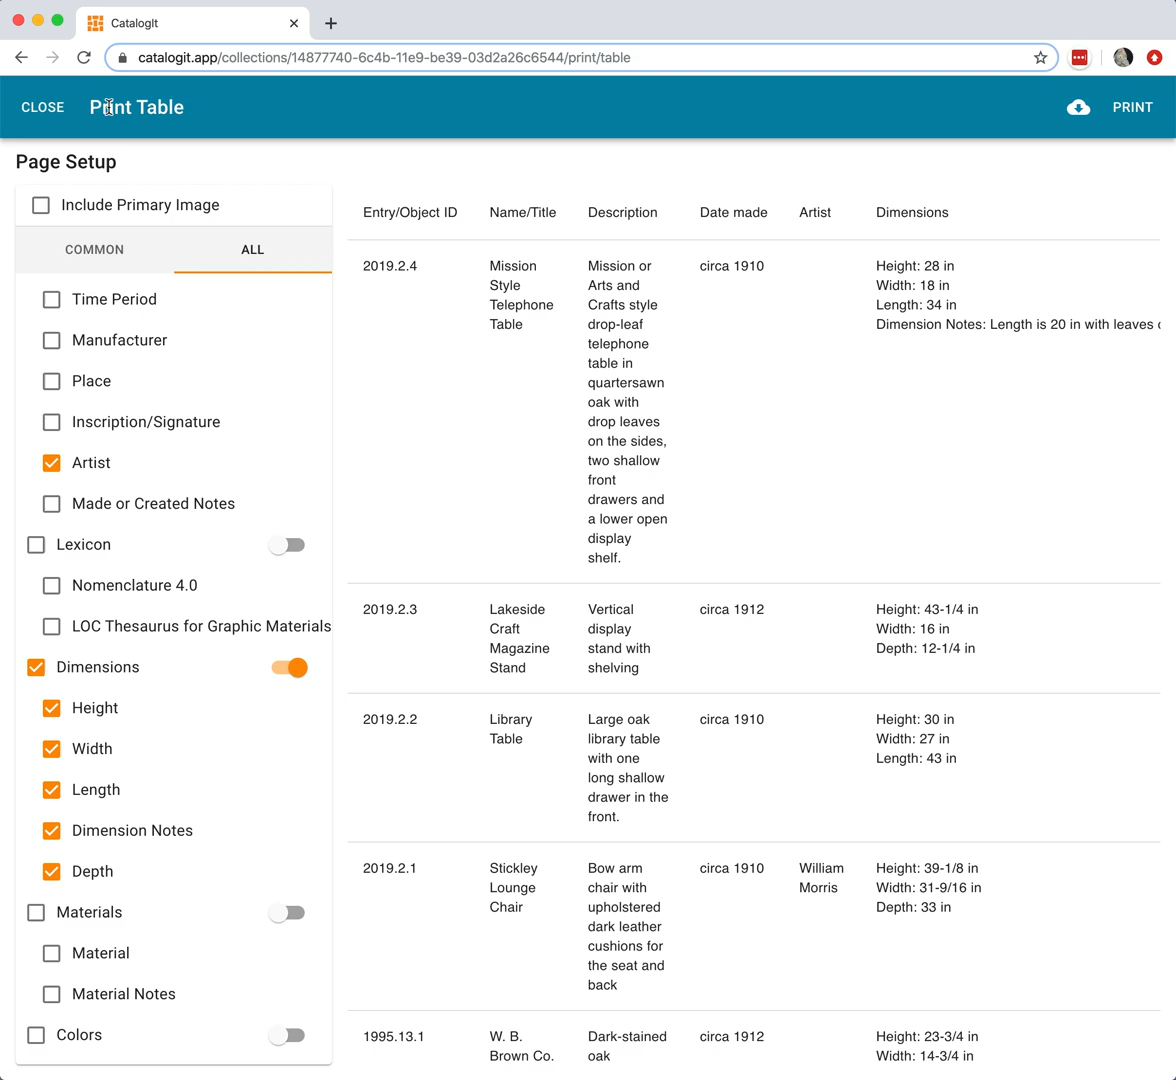 CatalogIt
catalogit.app/collections/14877740-6c4b-11e9-be39-03d2a26c6544/print/table
CLOSE
Print Table
PRINT
Page Setup
Include Primary Image
COMMON
ALL
Time Period
Manufacturer
Place
Inscription/Signature
Artist
Made or Created Notes
Lexicon
Nomenclature 4.0
LOC Thesaurus for Graphic Materials
Dimensions
Height
Width
Length
Dimension Notes
Depth
Materials
Material
Material Notes
Colors
Entry/Object ID
Name/Title
Description
Date made
Artist
Dimensions
2019.2.4
Mission
Style
Telephone
Table
Mission or
Arts and
Crafts style
drop-leaf
telephone
table in
quartersawn
oak with
drop leaves
on the sides,
two shallow
front
drawers and
a lower open
display
shelf.
circa 1910
Height: 28 in
Width: 18 in
Length: 34 in
Dimension Notes: Length is 20 in with leaves
2019.2.3
Lakeside
Craft
Magazine
Stand
Vertical
display
stand with
shelving
circa 1912
Height: 43-1/4 in
Width: 16 in
Depth: 12-1/4 in
2019.2.2
Library
Table
Large oak
library table
with one
long shallow
drawer in the
front.
circa 1910
Height: 30 in
Width: 27 in
Length: 43 in
2019.2.1
Stickley
Lounge
Chair
Bow arm
chair with
upholstered
dark leather
cushions for
the seat and
back
circa 1910
William
Morris
Height: 39-1/8 in
Width: 31-9/16 in
Depth: 33 in
1995.13.1
W. B.
Brown Co.
Dark-stained
oak
circa 1912
Height: 23-3/4 in
Width: 14-3/4 in